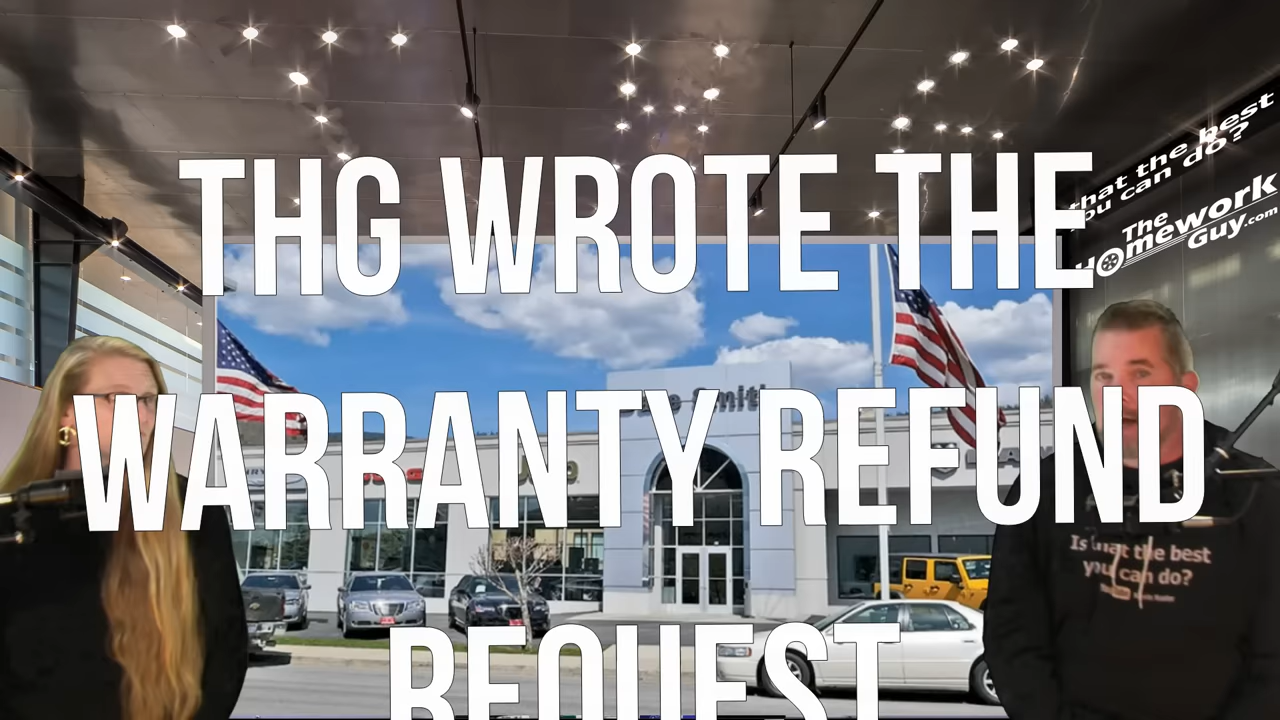 THG WROTE THE
WARRANTY REFUND
REQUEST
that the best
you can do?
The
Homework
Guy.com
Is that the best
you can do?